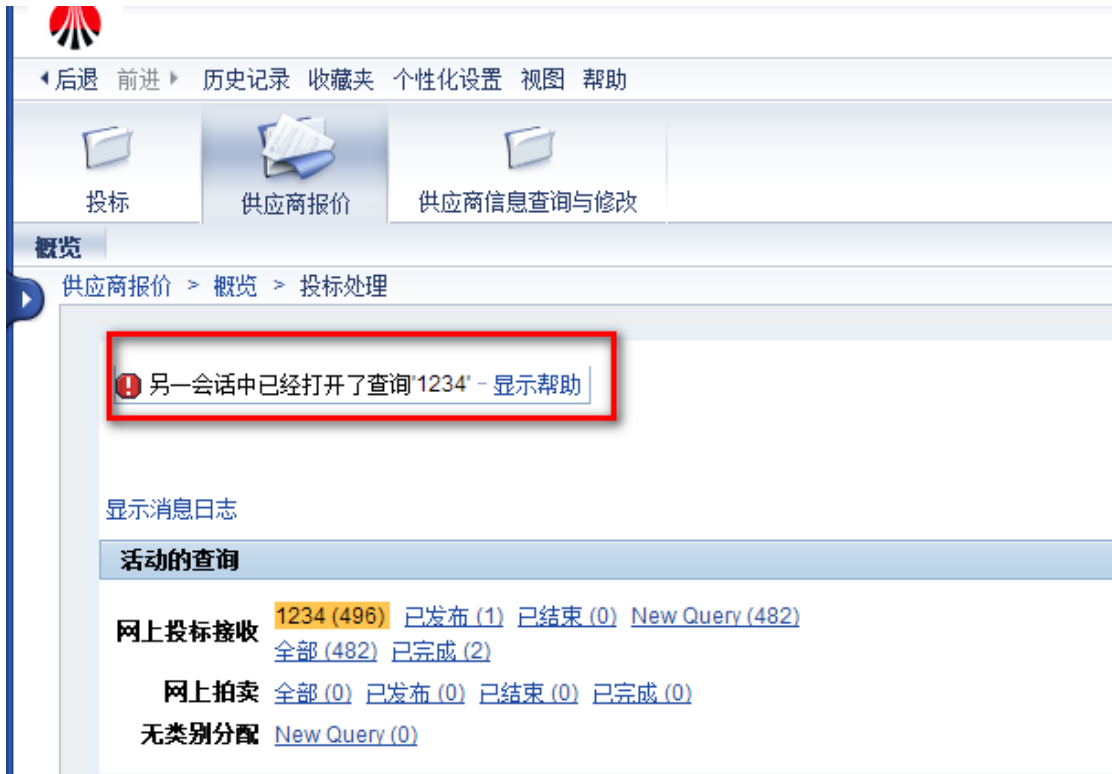 后退 前进 历史记录 收藏夹 个性化设置 视图 帮助
投标 供应商报价 供应商信息查询与修改
概览
供应商报价 > 概览 > 投标处理
另一会话中已经打开了查询'1234' - 显示帮助
显示消息日志
活动的查询
网上投标接收 1234 (496) 已发布 (1) 已结束 (0) New Query (482)
全部 (482) 已完成 (2)
网上拍卖 全部 (0) 已发布 (0) 已结束 (0) 已完成 (0)
无类别分配 New Query (0)